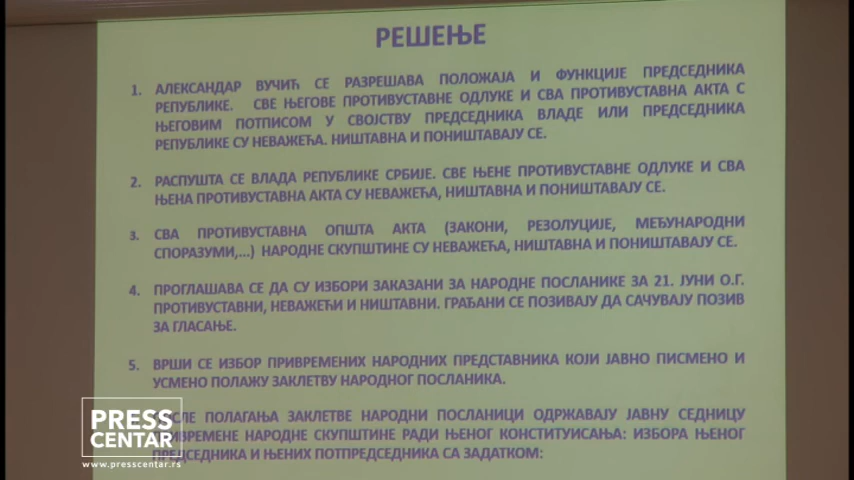 РЕШЕЊЕ
1. АЛЕКСАНДАР ВУЧИЋ СЕ РАЗРЕШАВА ПОЛОЖАЈА И ФУНКЦИЈЕ ПРЕДСЕДНИКА
РЕПУБЛИКЕ. СВЕ ЊЕГОВЕ ПРОТИВУСТАВНЕ ОДЛУКЕ И СВА ПРОТИВУСТАВНА АКТА С
ЊЕГОВИМ ПОТПИСОМ У СВОЈСТВУ ПРЕДСЕДНИКА ВЛАДЕ ИЛИ ПРЕДСЕДНИКА
РЕПУБЛИКЕ СУ НЕВАЖЕЋА. НИШТАВНА И ПОНИШТАВАЈУ СЕ.
2. РАСПУШТА СЕ ВЛАДА РЕПУБЛИКЕ СРБИЈЕ. СВЕ ЊЕНЕ ПРОТИВУСТАВНЕ ОДЛУКЕ И СВА
ЊЕНА ПРОТИВУСТАВНА АКТА СУ НЕВАЖЕЋА, НИШТАВНА И ПОНИШТАВАЈУ СЕ.
3. СВА ПРОТИВУСТАВНА ОПШТА АКТА (ЗАКОНИ, РЕЗОЛУЦИЈЕ, МЕЂУНАРОДНИ
СПОРАЗУМИ,...) НАРОДНЕ СКУПШТИНЕ СУ НЕВАЖЕЋА, НИШТАВНА И ПОНИШТАВАЈУ СЕ.
4. ПРОГЛАШАВА СЕ ДА СУ ИЗБОРИ ЗАКАЗАНИ ЗА НАРОДНЕ ПОСЛАНИКЕ ЗА 21. ЈУНИ О.Г.
ПРОТИВУСТАВНИ, НЕВАЖЕЋИ И НИШТАВНИ. ГРАЂАНИ СЕ ПОЗИВАЈУ ДА САЧУВАЈУ ПОЗИВ
ЗА ГЛАСАЊЕ.
5. ВРШИ СЕ ИЗБОР ПРИВРЕМЕНИХ НАРОДНИХ ПРЕДСТАВНИКА КОЈИ ЈАВНО ПИСМЕНО И
УСМЕНО ПОЛАЖУ ЗАКЛЕТВУ НАРОДНОГ ПОСЛАНИКА.
ПОЛАГАЊА ЗАКЛЕТВЕ НАРОДНИ ПОСЛАНИЦИ ОДРЖАВАЈУ ЈАВНУ СЕДНИЦУ
ПРИВРЕМЕНЕ НАРОДНЕ СКУПШТИНЕ РАДИ ЊЕНОГ КОНСТИТУИСАЊА: ИЗБОРА ЊЕНОГ
ПРЕДСЕДНИКА И ЊЕНИХ ПОТПРЕДСЕДНИКА СА ЗАДАТКОМ:
PRESS
CENTAR
www.presscentar.rs